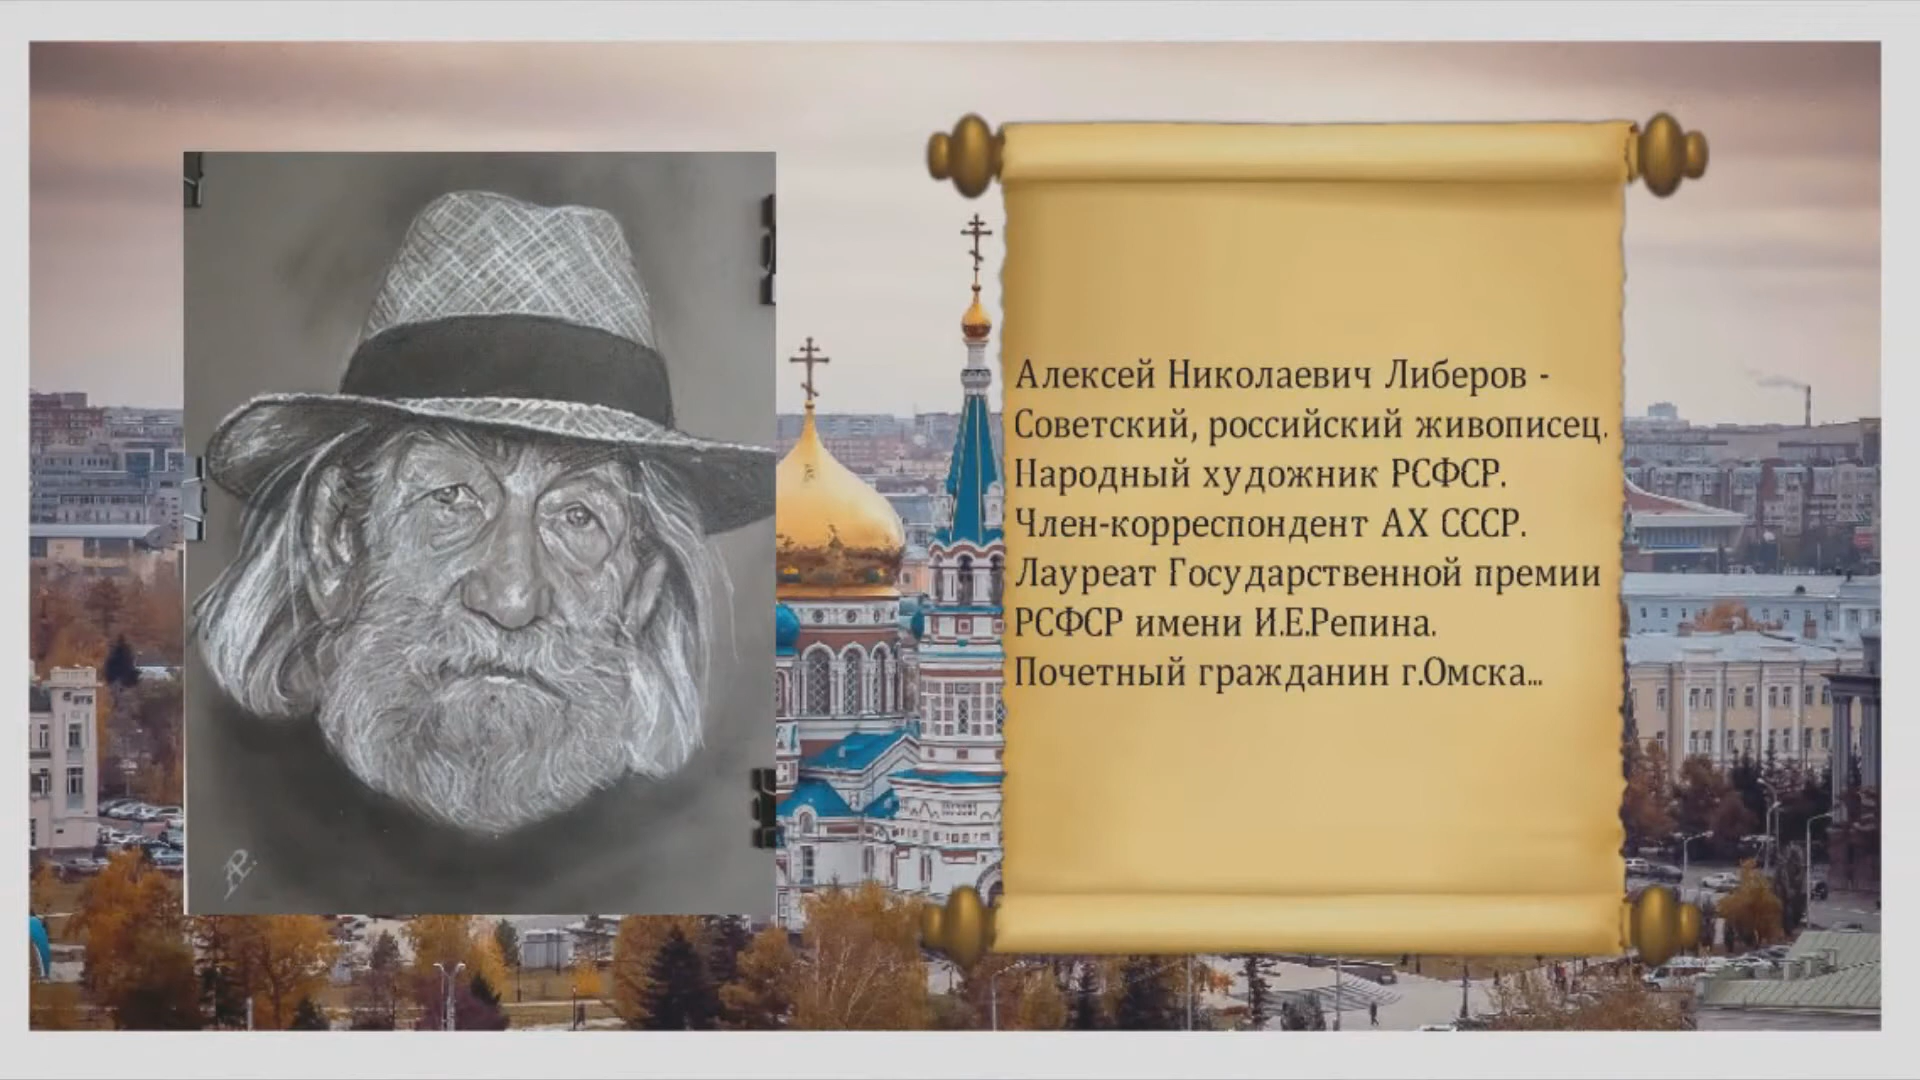 Алексей Николаевич Либеров -
Советский, российский живописец.
Народный художник РСФСР.
Член-корреспондент АХ СССР.
Лауреат Государственной премии
РСФСР имени И.Е.Репина.
Почетный гражданин г.Омска...